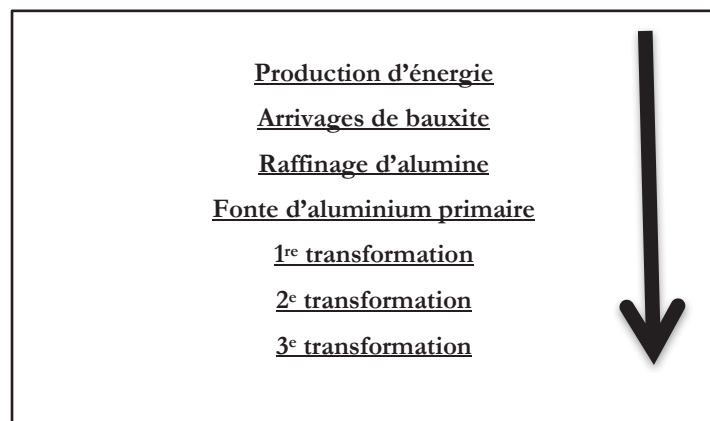 Production d’énergie
Arrivages de bauxite
Raffinage d’alumine
Fonte d’aluminium primaire
1re transformation
2e transformation
3e transformation